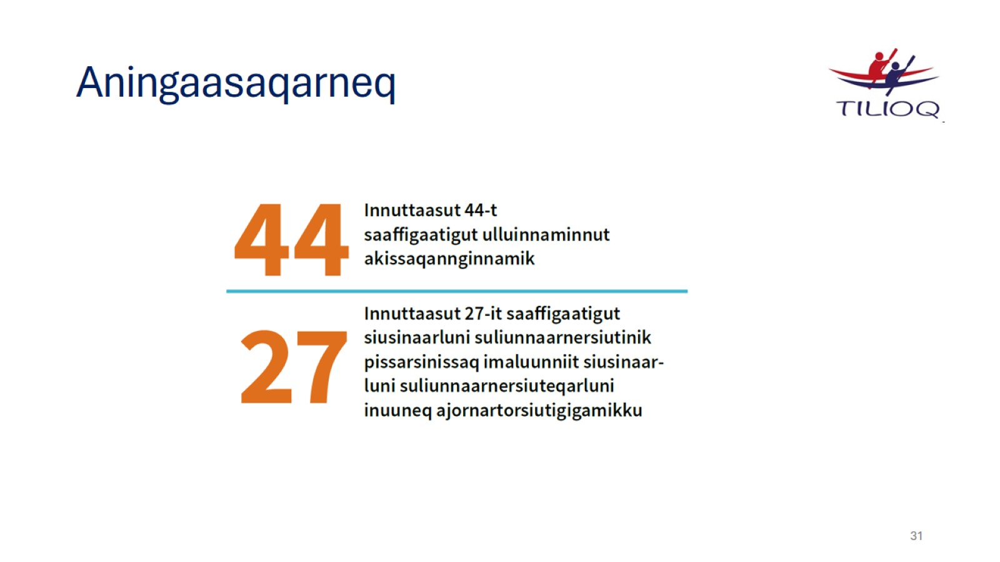 Aningaasaqarneq
TILIOQ
44
Innuttaasut 44-t
saaffigaatigut ulluinnaminnut
akissaqannginnamik
27
Innuttaasut 27-it saaffigaatigut
siusinaarluni suliunnaarnersiutinik
pissarsinissaq imaluunniit siusinaar-
luni suliunnaarnersiuteqarluni
inuuneq ajornartorsiutigigamikku
31